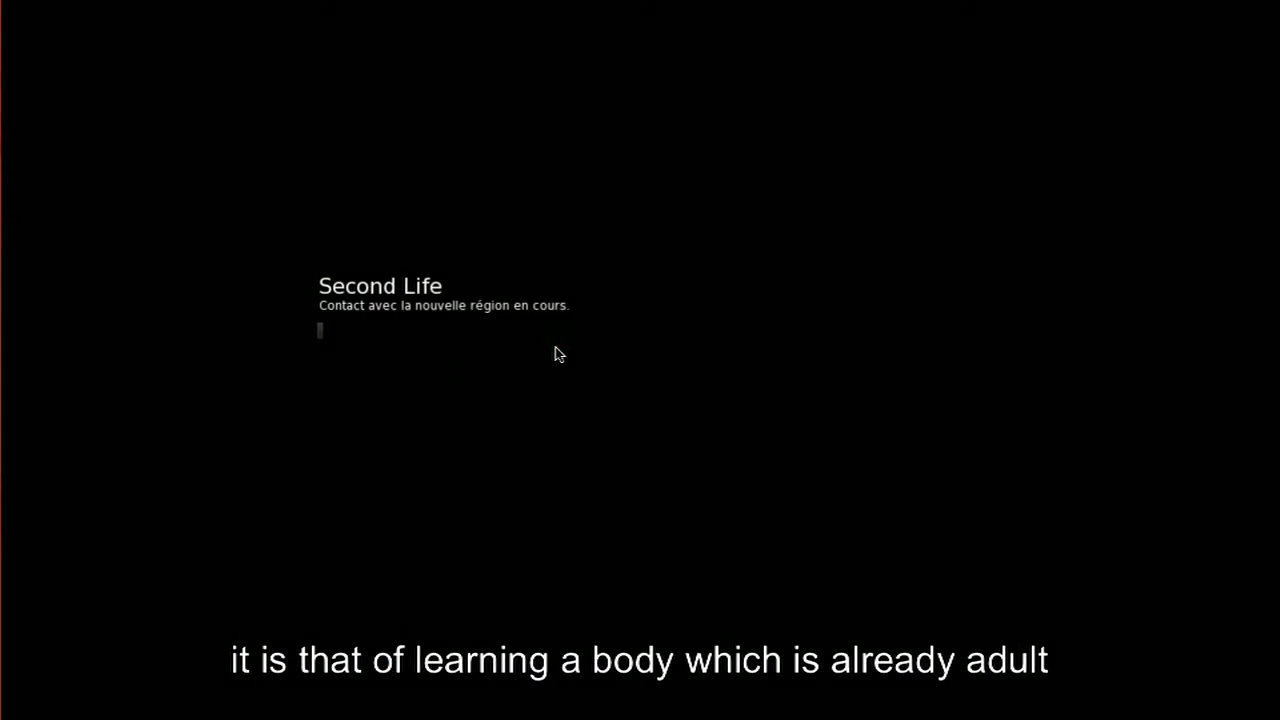 Second Life
Contact avec la nouvelle région en cours.
it is that of learning a body which is already adult